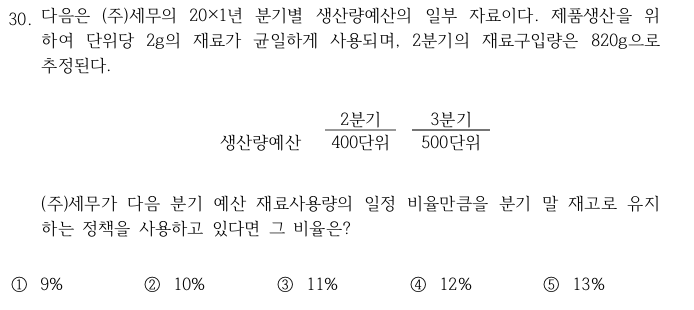 30. 다음은 (주)세무의 20×1년 분기별 생산량예산의 일부 자료이다. 제품생산을 위
하여 단위당 2g의 재료가 균일하게 사용되며, 2분기의 재료구입량은 820g으로
추정된다.
2분기 3분기
생산량예산 400단위 500단위
(주)세무가 다음 분기 예산 재료사용량의 일정 비율만큼을 분기 말 재고로 유지
하는 정책을 사용하고 있다면 그 비율은?
① 9% ② 10% ③ 11% ④ 12% ⑤ 13%